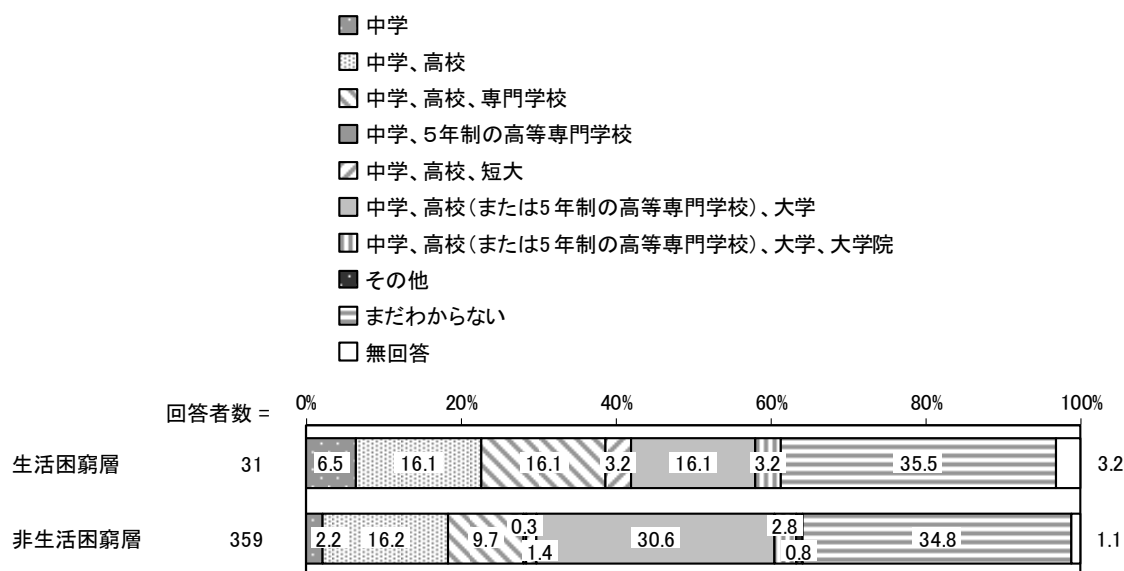 中学
中学、高校
中学、高校、専門学校
中学、5年制の高等専門学校
中学、高校、短大
中学、高校(または5年制の高等専門学校)、大学
中学、高校(または5年制の高等専門学校)、大学、大学院
その他
まだわからない
無回答
回答者数 = 0% 20% 40% 60% 80% 100%
生活困窮層 31 6.5 16.1 16.1 3.2 16.1 3.2 35.5 3.2
非生活困窮層 359 2.2 16.2 9.7 0.3 1.4 30.6 2.8 0.8 34.8 1.1